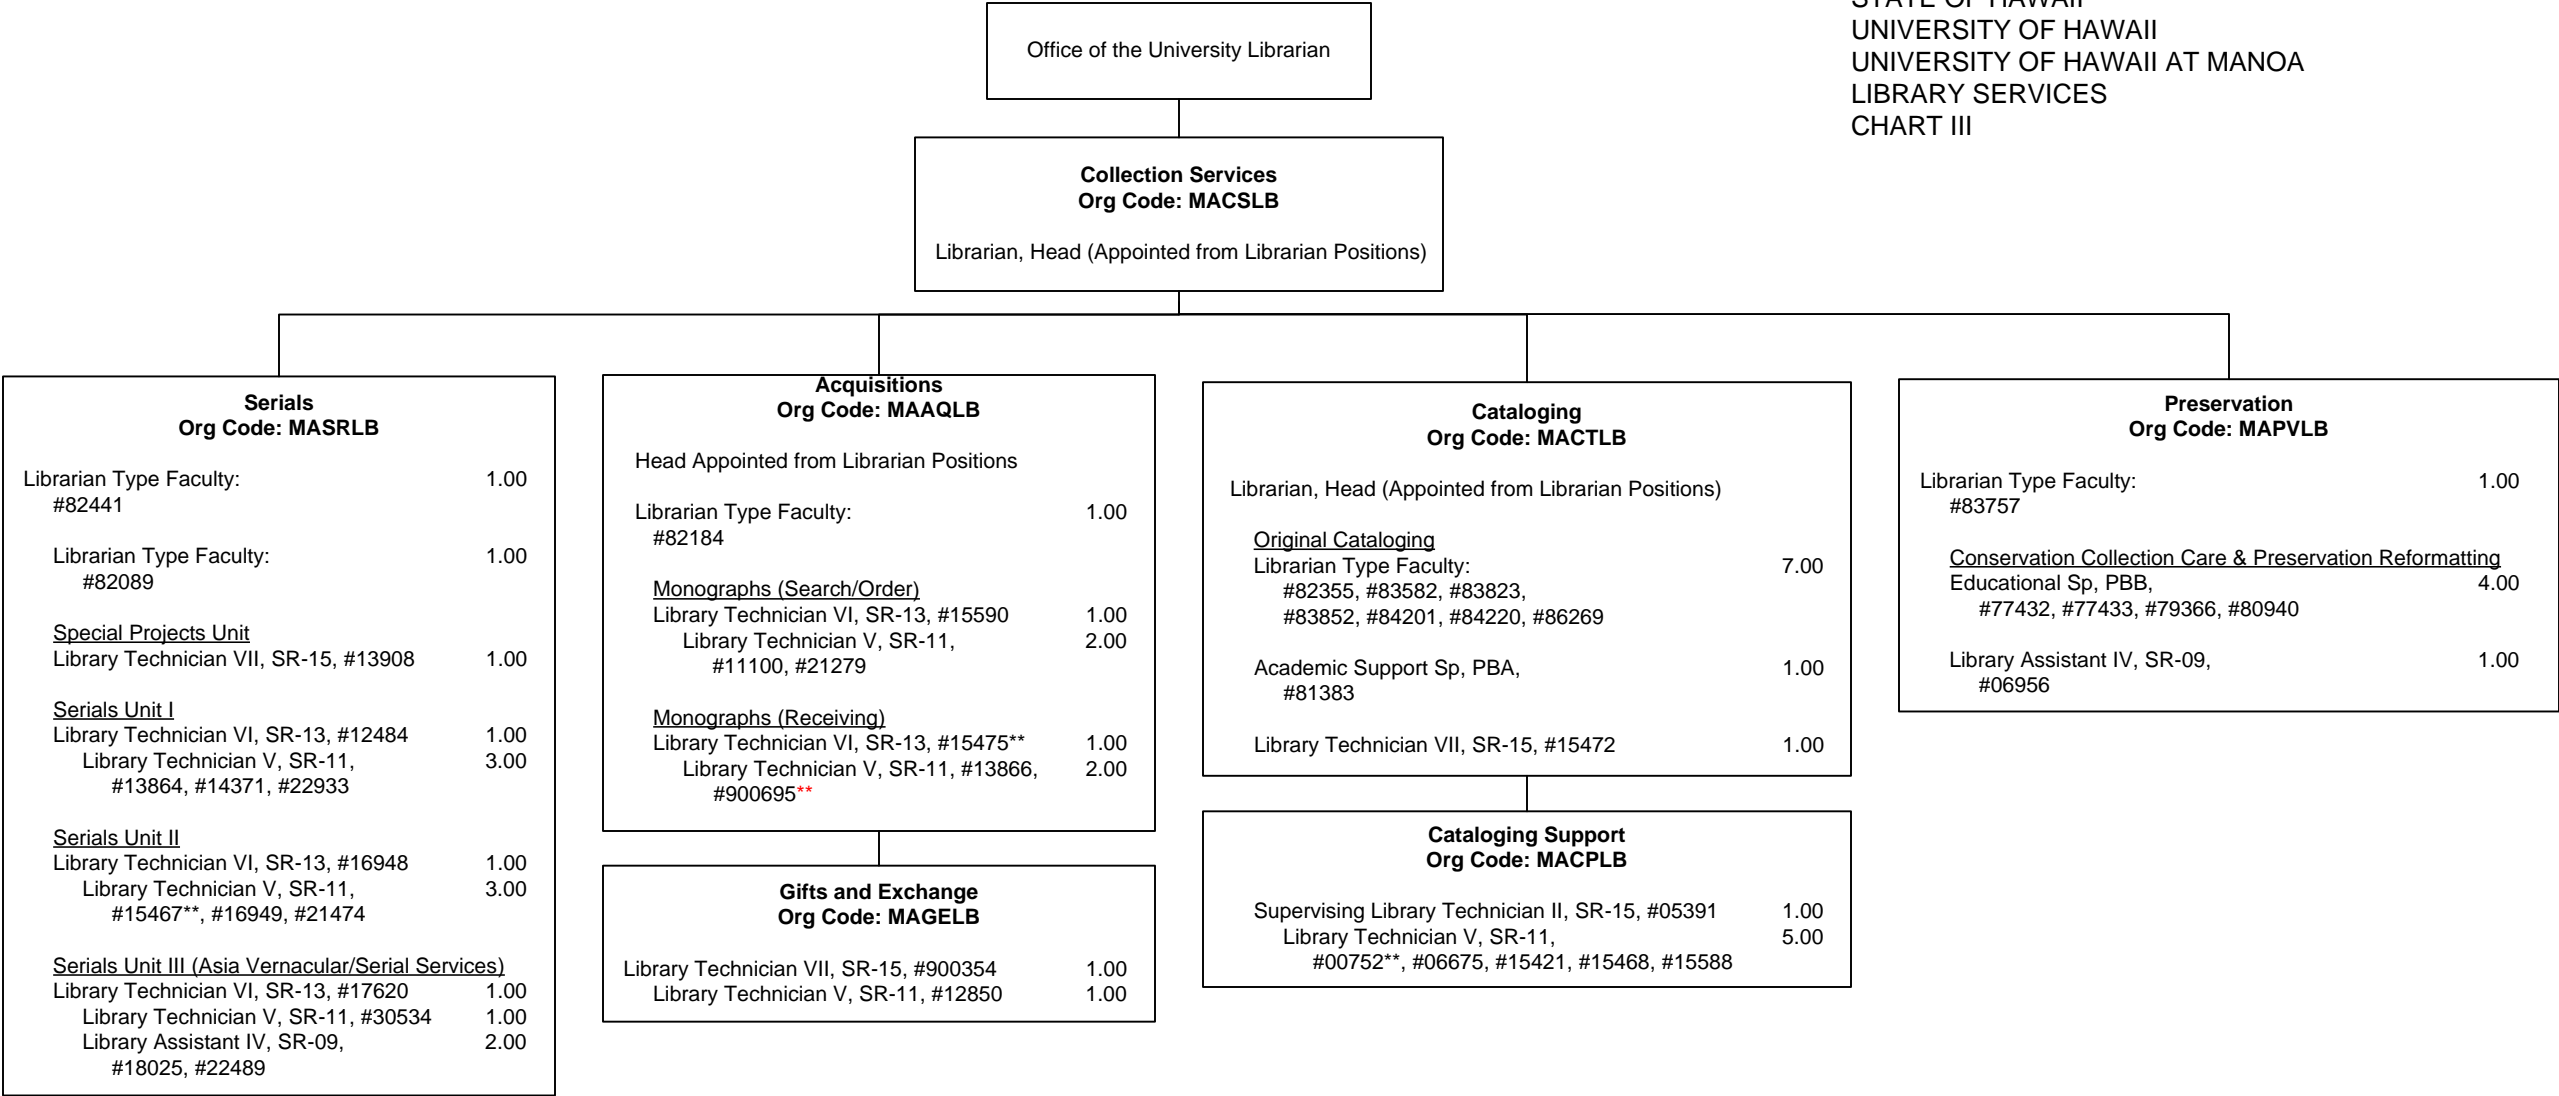 STATE OF HAWAII
UNIVERSITY OF HAWAII
UNIVERSITY OF HAWAII AT MANOA
LIBRARY SERVICES
CHART III
Office of the University Librarian
Collection Services
Org Code: MACSLB
Librarian, Head (Appointed from Librarian Positions)
Serials
Org Code: MASRLB
Librarian Type Faculty: 1.00
#82441
Librarian Type Faculty: 1.00
#82089
Special Projects Unit
Library Technician VII, SR-15, #13908 1.00
Serials Unit I
Library Technician VI, SR-13, #12484 1.00
Library Technician V, SR-11, 3.00
#13864, #14371, #22933
Serials Unit II
Library Technician VI, SR-13, #16948 1.00
Library Technician V, SR-11, 3.00
#15467**, #16949, #21474
Serials Unit III (Asia Vernacular/Serial Services)
Library Technician VI, SR-13, #17620 1.00
Library Technician V, SR-11, #30534 1.00
Library Assistant IV, SR-09, 2.00
#18025, #22489
Acquisitions
Org Code: MAAQLB
Head Appointed from Librarian Positions
Librarian Type Faculty: 1.00
#82184
Monographs (Search/Order)
Library Technician VI, SR-13, #15590 1.00
Library Technician V, SR-11, 2.00
#11100, #21279
Monographs (Receiving)
Library Technician VI, SR-13, #15475** 1.00
Library Technician V, SR-11, #13866, 2.00
#900695**
Gifts and Exchange
Org Code: MAGELB
Library Technician VII, SR-15, #900354 1.00
Library Technician V, SR-11, #12850 1.00
Cataloging
Org Code: MACTLB
Librarian, Head (Appointed from Librarian Positions)
Original Cataloging
Librarian Type Faculty: 7.00
#82355, #83582, #83823,
#83852, #84201, #84220, #86269
Academic Support Sp, PBA, 1.00
#81383
Library Technician VII, SR-15, #15472 1.00
Cataloging Support
Org Code: MACPLB
Supervising Library Technician II, SR-15, #05391 1.00
Library Technician V, SR-11, 5.00
#00752**, #06675, #15421, #15468, #15588
Preservation
Org Code: MAPVLB
Librarian Type Faculty: 1.00
#83757
Conservation Collection Care & Preservation Reformatting
Educational Sp, PBB, 4.00
#77432, #77433, #79366, #80940
Library Assistant IV, SR-09, 1.00
#06956